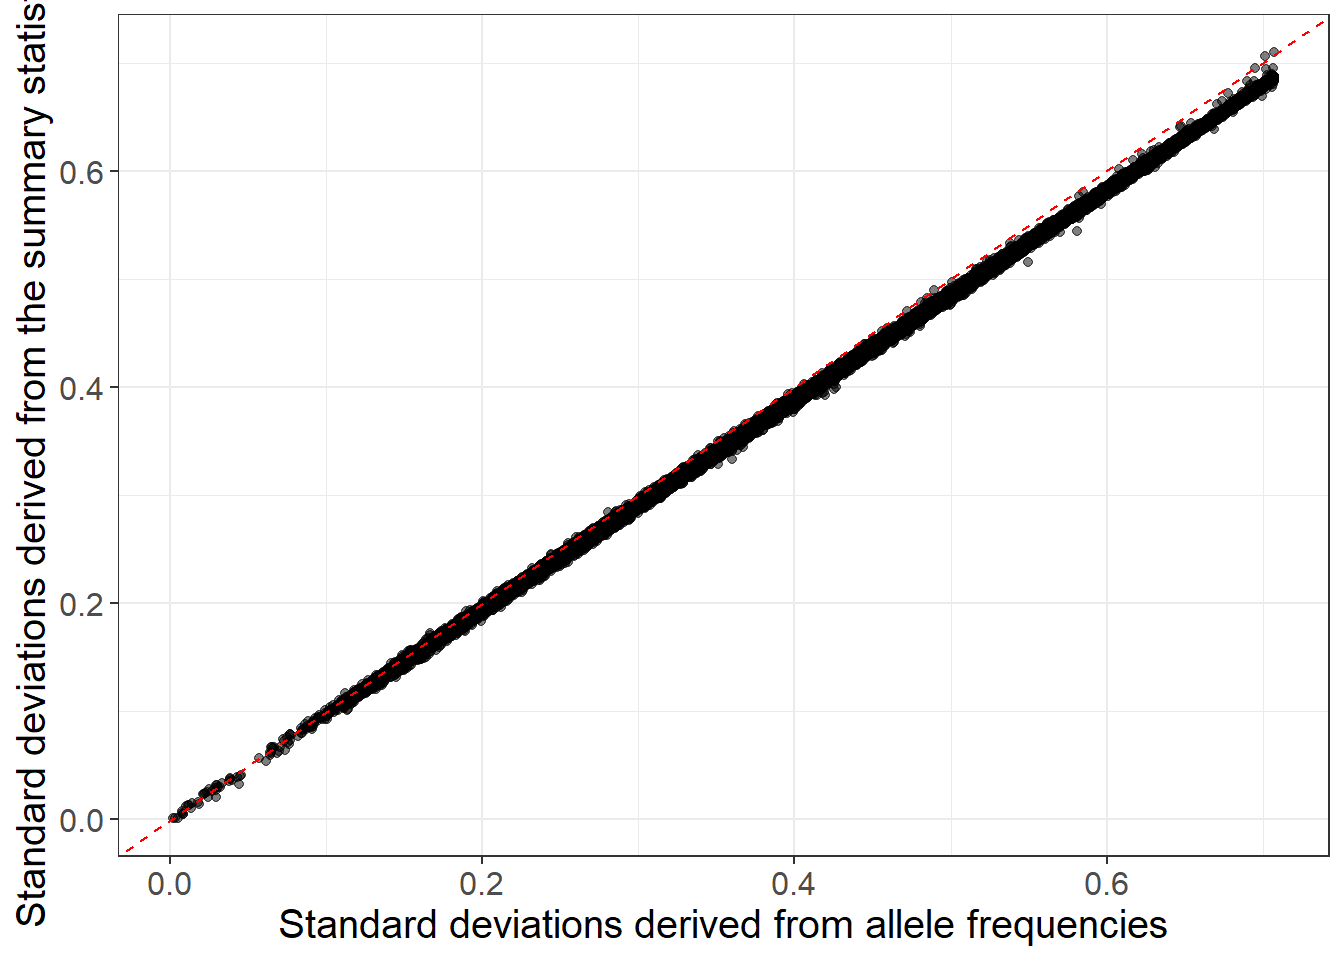 Standard deviations derived from the summary statis
0.6
0.4
0.2
0.0
0.0 0.2 0.4 0.6
Standard deviations derived from allele frequencies